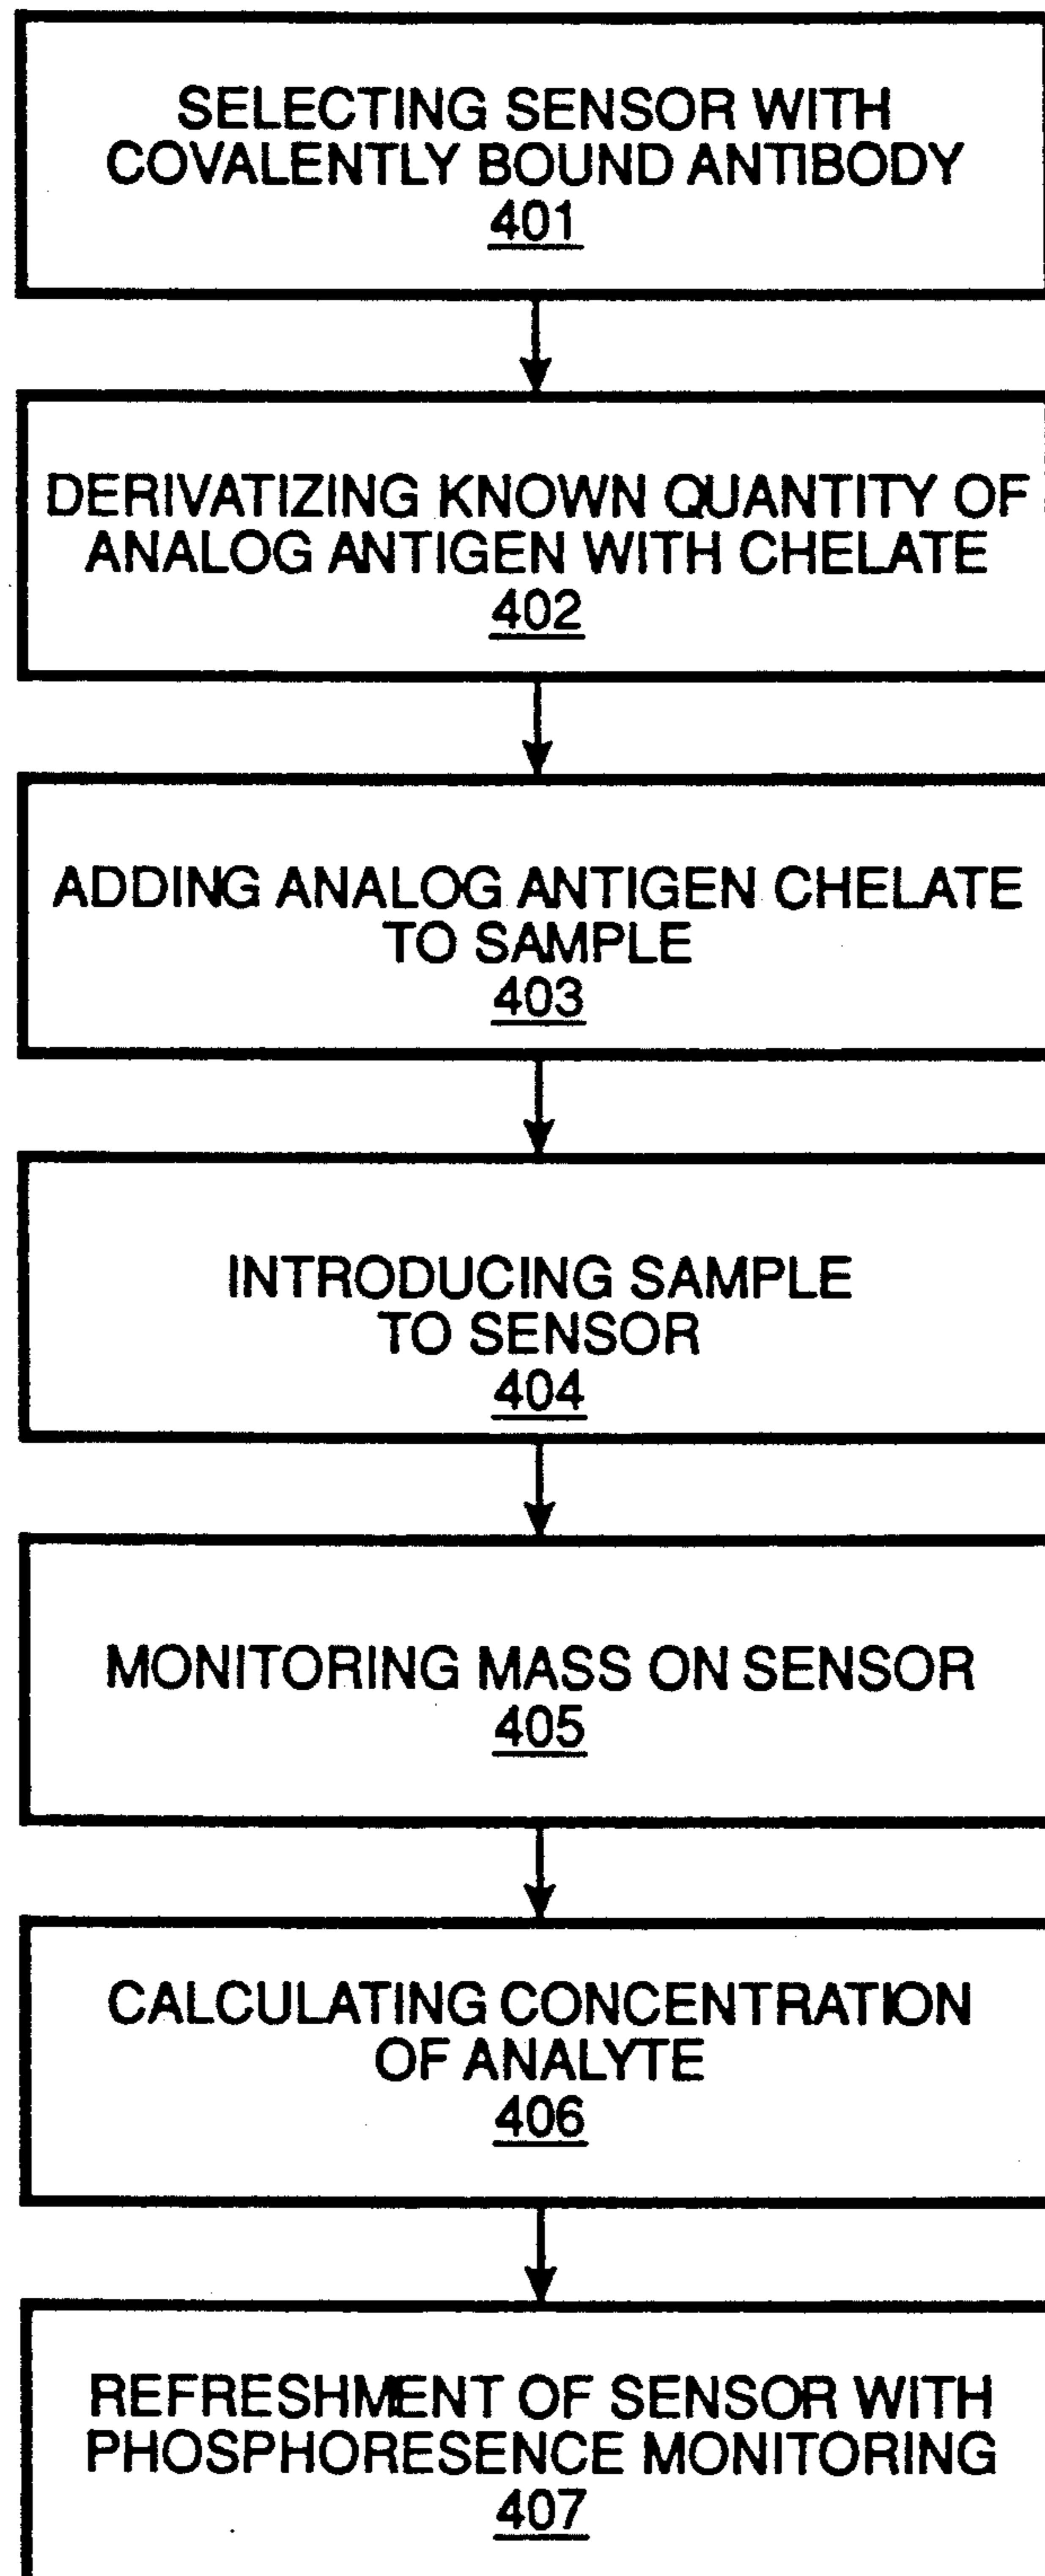 SELECTING SENSOR WITH
COVALENTLY BOUND ANTIBODY
401
DERIVATIZING KNOWN QUANTITY OF
ANALOG ANTIGEN WITH CHELATE
402
ADDING ANALOG ANTIGEN CHELATE
TO SAMPLE
403
INTRODUCING SAMPLE
TO SENSOR
404
MONITORING MASS ON SENSOR
405
CALCULATING CONCENTRATION
OF ANALYTE
406
REFRESHMENT OF SENSOR WITH
PHOSPHORESENCE MONITORING
407